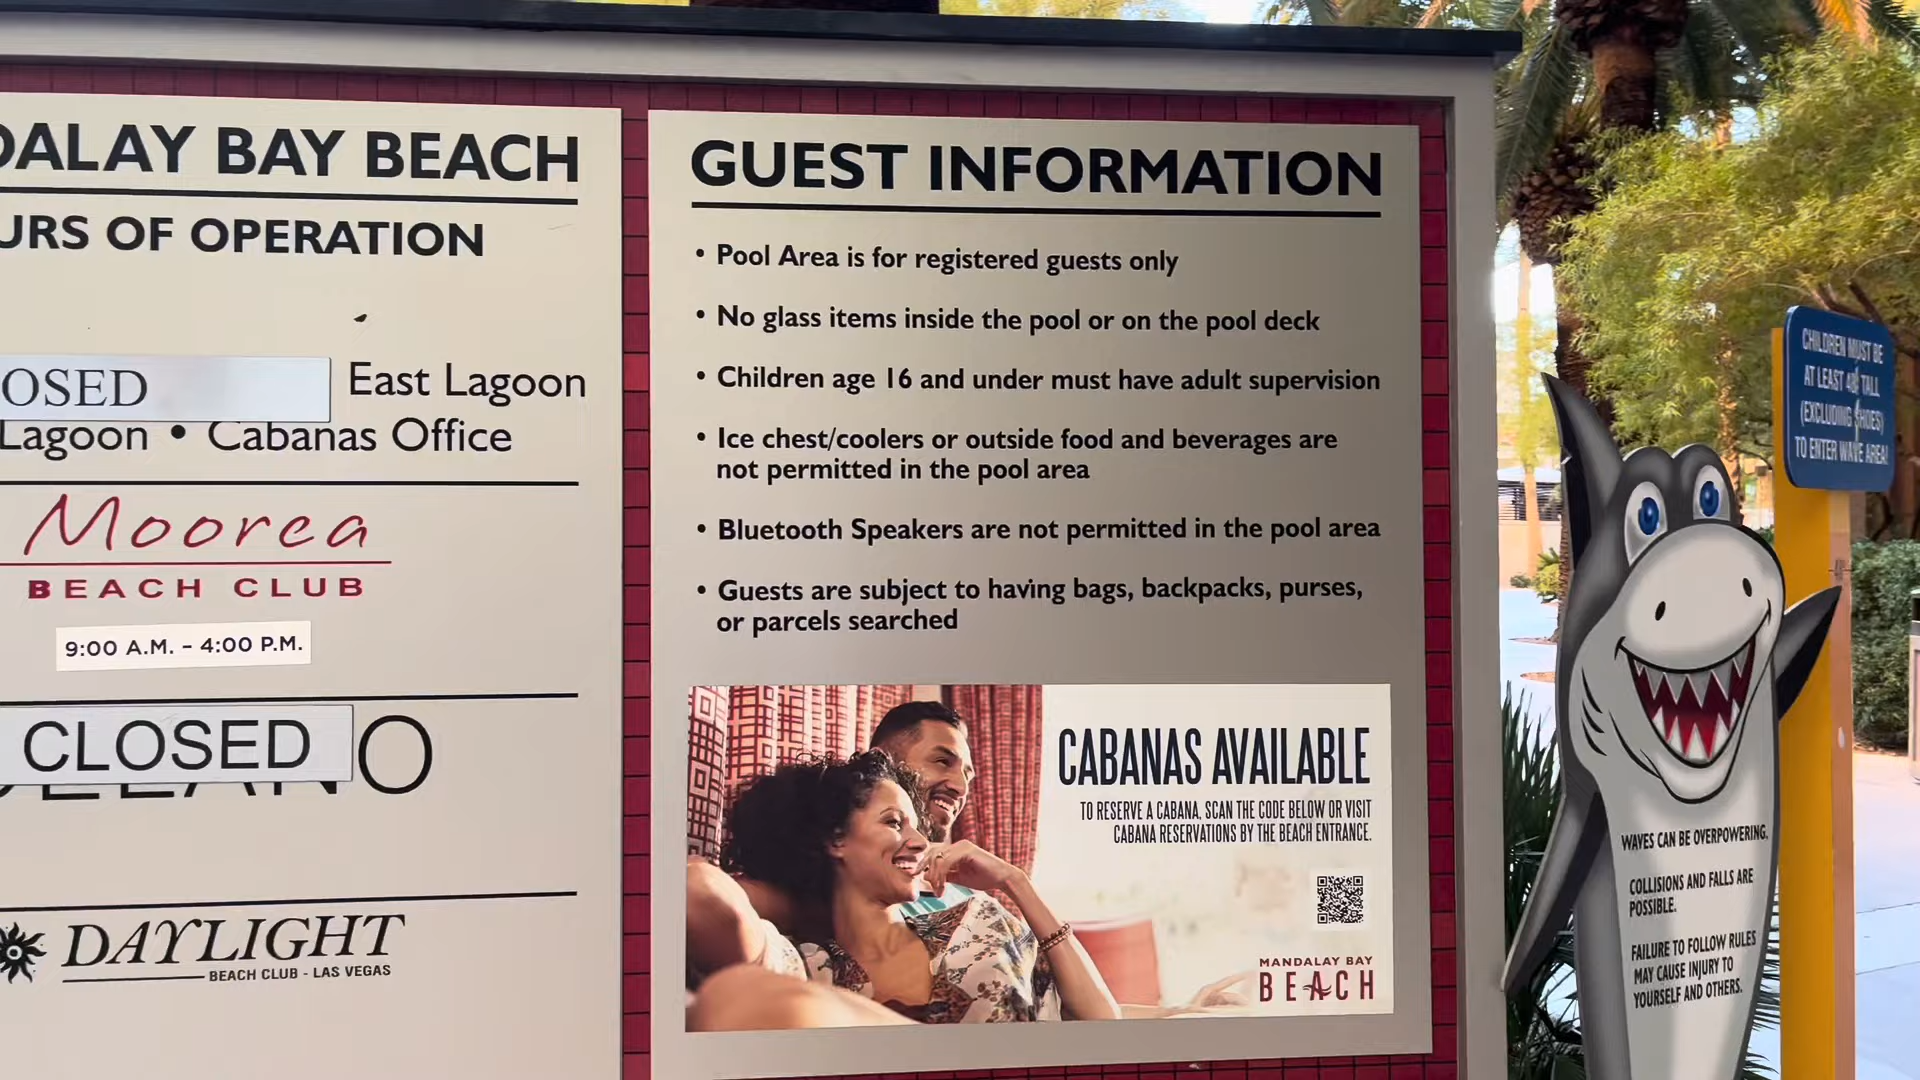 DALAY BAY BEACH
URS OF OPERATION
OSED East Lagoon
Lagoon • Cabanas Office
Moorea
BEACH CLUB
9:00 A.M. – 4:00 P.M.
CLOSED O
DAYLIGHT
BEACH CLUB - LAS VEGAS
GUEST INFORMATION
• Pool Area is for registered guests only
• No glass items inside the pool or on the pool deck
• Children age 16 and under must have adult supervision
• Ice chest/coolers or outside food and beverages are
not permitted in the pool area
• Bluetooth Speakers are not permitted in the pool area
• Guests are subject to having bags, backpacks, purses,
or parcels searched
CABANAS AVAILABLE
TO RESERVE A CABANA, SCAN THE CODE BELOW OR VISIT
CABANA RESERVATIONS BY THE BEACH ENTRANCE.
MANDALAY BAY
BEACH
CHILDREN MUST BE
AT LEAST 48" TALL
(EXCLUDING SHOES)
TO ENTER WAVE AREA!
WAVES CAN BE OVERPOWERING.
COLLISIONS AND FALLS ARE
POSSIBLE.
FAILURE TO FOLLOW RULES
MAY CAUSE INJURY TO
YOURSELF AND OTHERS.